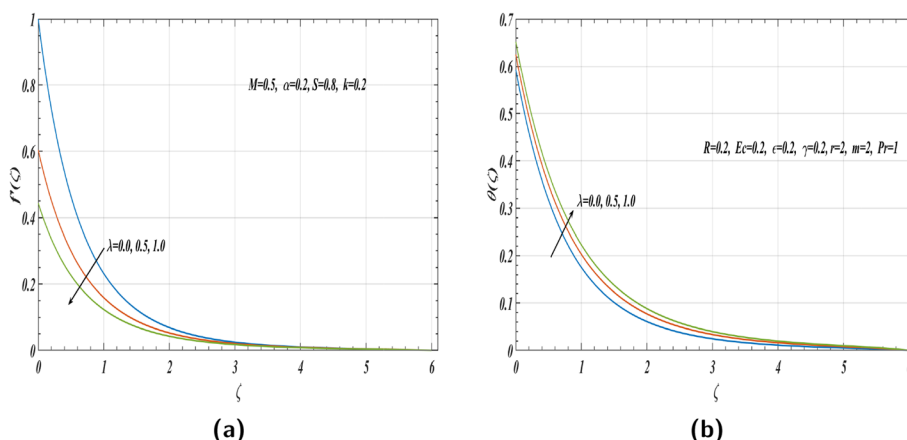 M=0.5, α=0.2, S=0.8, k=0.2
λ=0.0, 0.5, 1.0
f'(ζ)
1
0.8
0.6
0.4
0.2
0
0 1 2 3 4 5 6
ζ
(a)
R=0.2, Ec=0.2, ϵ=0.2, γ=0.2, r=2, m=2, Pr=1
λ=0.0, 0.5, 1.0
θ(ζ)
0.7
0.6
0.5
0.4
0.3
0.2
0.1
0
0 1 2 3 4 5 6
ζ
(b)